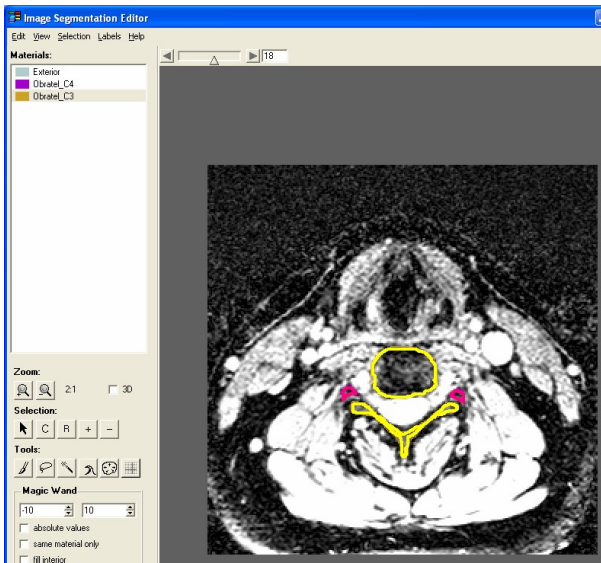 Image Segmentation Editor
Edit View Selection Labels Help
Materials:
18
Exterior
Obratel_C4
Obratel_C3
Zoom:
2:1 3D
Selection:
C R + -
Tools:
Magic Wand
-10 10
absolute values
same material only
fill interior